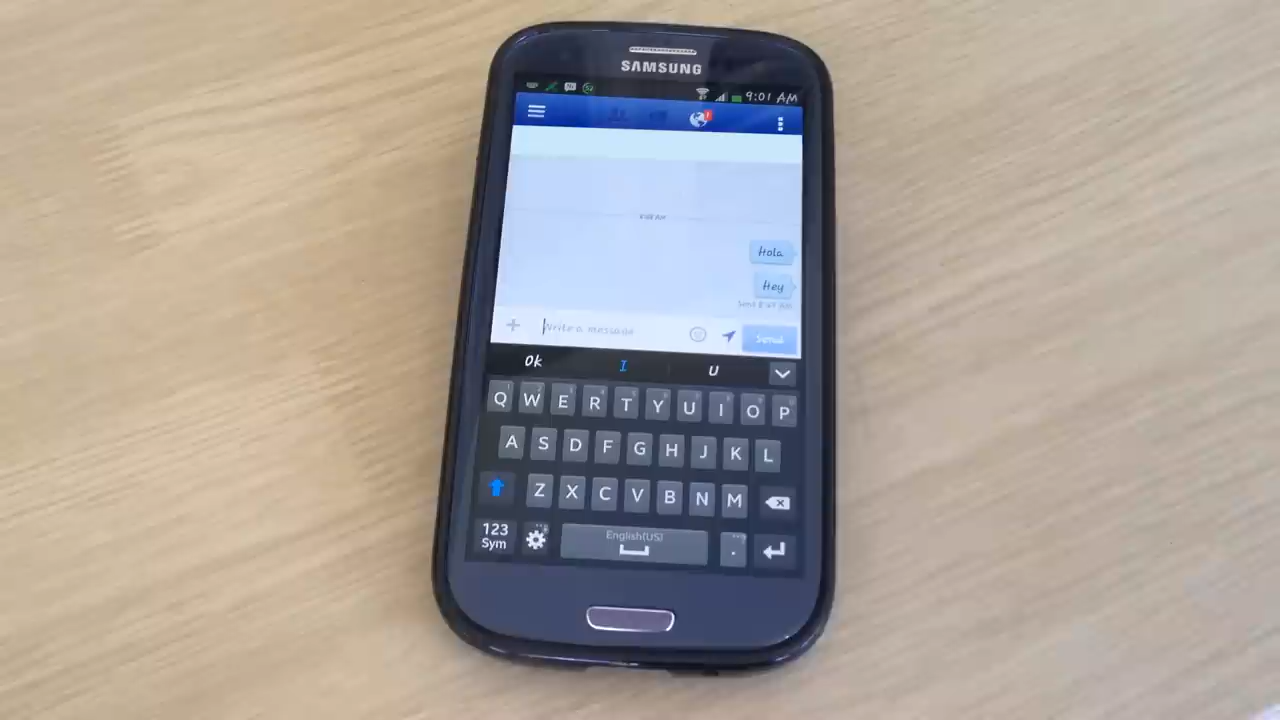 SAMSUNG
9:01 AM
Hola
Hey
Write a message
Send
Ok I U
Q W E R T Y U I O P
A S D F G H J K L
Z X C V B N M
123
Sym
English(US)
.